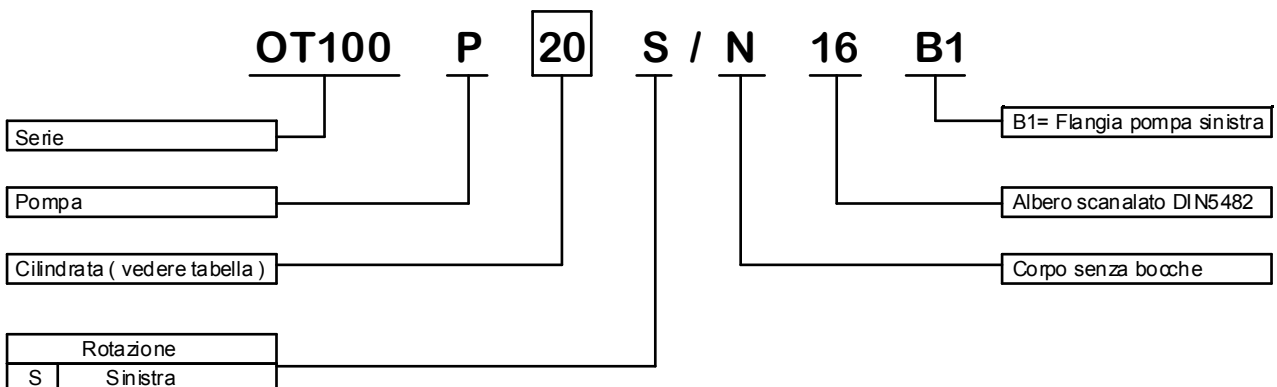 OT100 P 20 S / N 16 B1
Serie
B1= Flangia pompa sinistra
Pompa
Albero scanalato DIN5482
Cilindrata ( vedere tabella )
Corpo senza bocche
Rotazione
S Sinistra